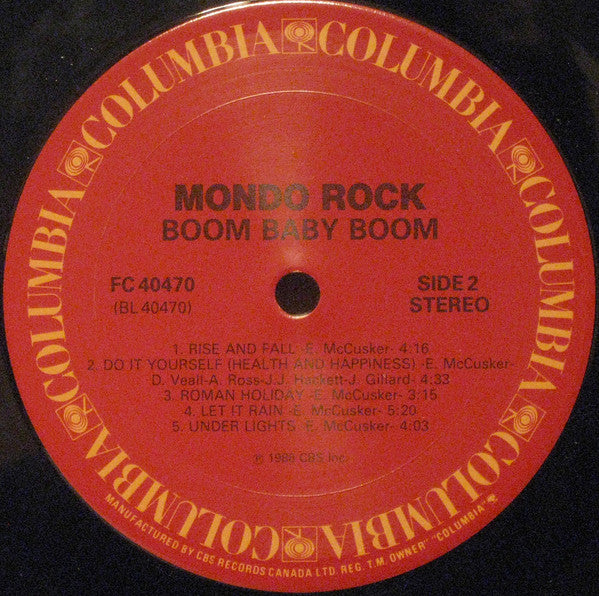 COLUMBIA COLUMBIA COLUMBIA COLUMBIA COLUMBIA COLUMBIA
MONDO ROCK
BOOM BABY BOOM
FC 40470
(BL 40470)
SIDE 2
STEREO
1. RISE AND FALL -E. McCusker- 4:16
2. DO IT YOURSELF (HEALTH AND HAPPINESS) -E. McCusker-
D. Veall-A. Ross-J.J. Hackett-J. Gillard- 4:33
3. ROMAN HOLIDAY -E. McCusker- 3:15
4. LET IT RAIN -E. McCusker- 5:20
5. UNDER LIGHTS -E. McCusker- 4:03
℗ 1986 CBS Inc.
MANUFACTURED BY CBS RECORDS CANADA LTD. REG. T.M. OWNER "COLUMBIA"